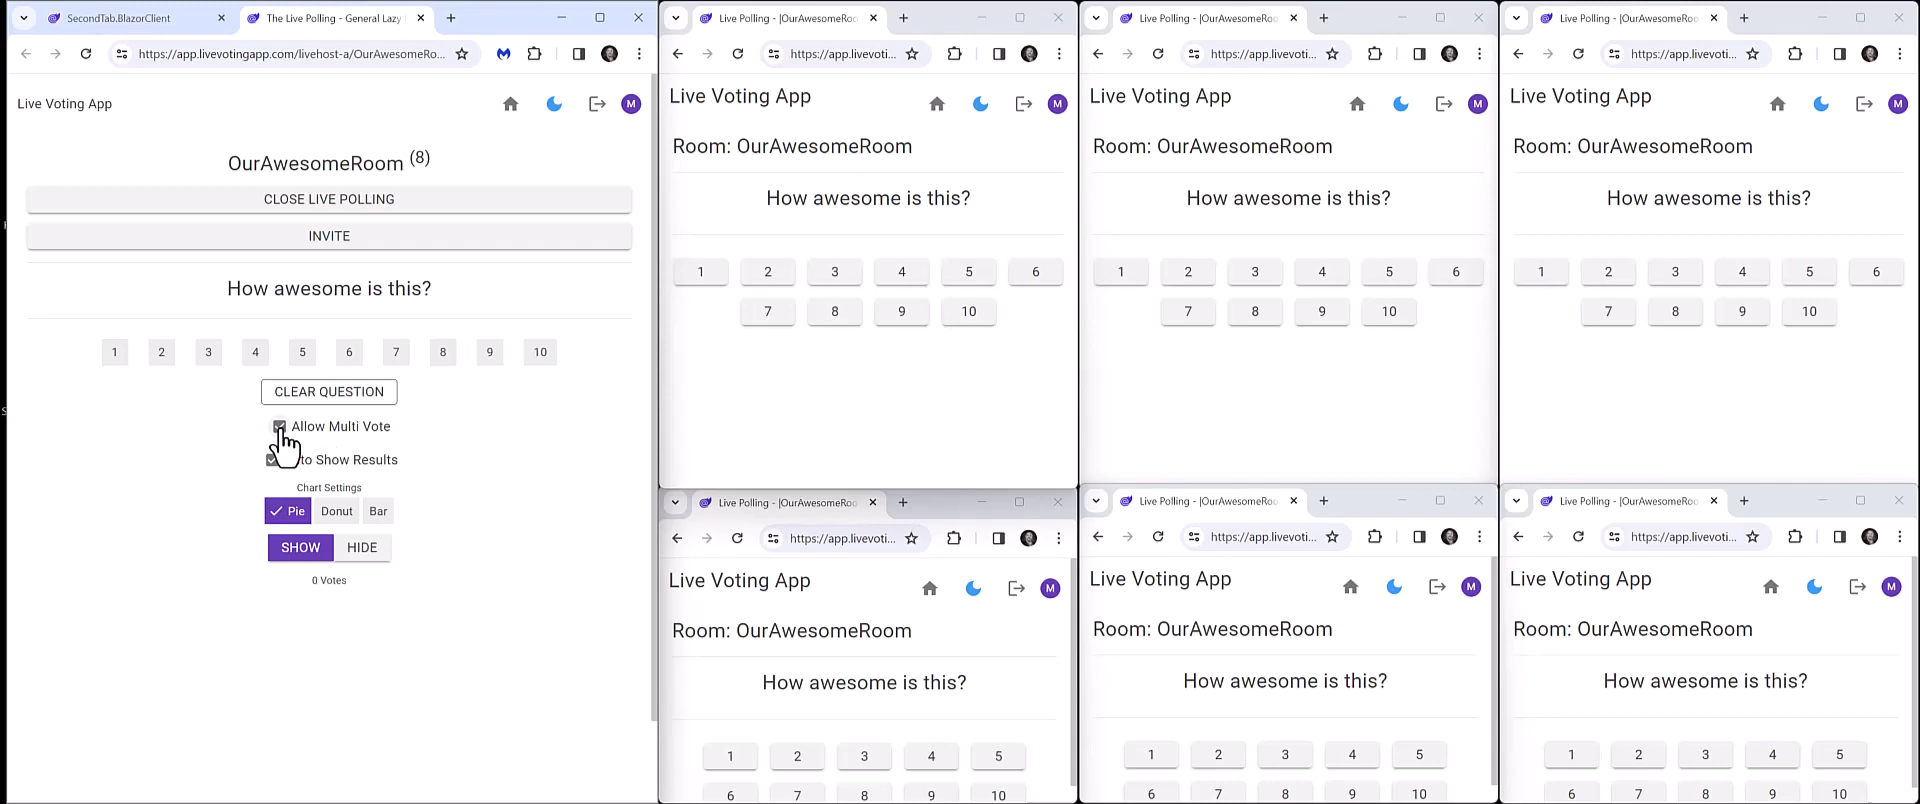 SecondTab.BlazorClient
The Live Polling - General Lazy
https://app.livevotingapp.com/livehost-a/OurAwesomeRo...
Live Voting App
M
OurAwesomeRoom (8)
CLOSE LIVE POLLING
INVITE
How awesome is this?
1 2 3 4 5 6 7 8 9 10
CLEAR QUESTION
Allow Multi Vote
to Show Results
Chart Settings
Pie Donut Bar
SHOW HIDE
0 Votes
Live Polling - |OurAwesomeRoo
https://app.livevoti...
Live Voting App
M
Room: OurAwesomeRoom
How awesome is this?
1 2 3 4 5 6
7 8 9 10
Live Polling - |OurAwesomeRoo
https://app.livevoti...
Live Voting App
M
Room: OurAwesomeRoom
How awesome is this?
1 2 3 4 5 6
7 8 9 10
Live Polling - |OurAwesomeRoo
https://app.livevoti...
Live Voting App
M
Room: OurAwesomeRoom
How awesome is this?
1 2 3 4 5 6
7 8 9 10
Live Polling - |OurAwesomeRoo
https://app.livevoti...
Live Voting App
M
Room: OurAwesomeRoom
How awesome is this?
1 2 3 4 5
6 7 8 9 10
Live Polling - |OurAwesomeRoo
https://app.livevoti...
Live Voting App
M
Room: OurAwesomeRoom
How awesome is this?
1 2 3 4 5
6 7 8 9 10
Live Polling - |OurAwesomeRoo
https://app.livevoti...
Live Voting App
M
Room: OurAwesomeRoom
How awesome is this?
1 2 3 4 5
6 7 8 9 10